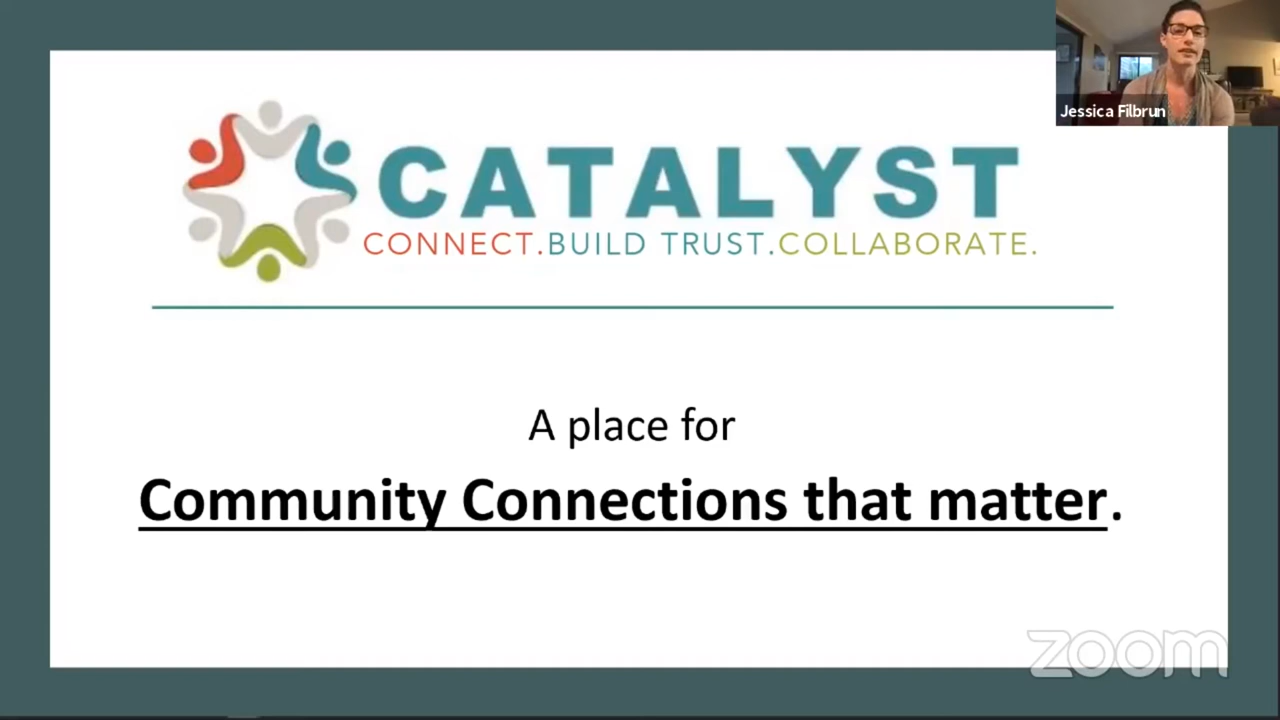 Jessica Filbrun
CATALYST
CONNECT.BUILD TRUST.COLLABORATE.
A place for
Community Connections that matter.
zoom